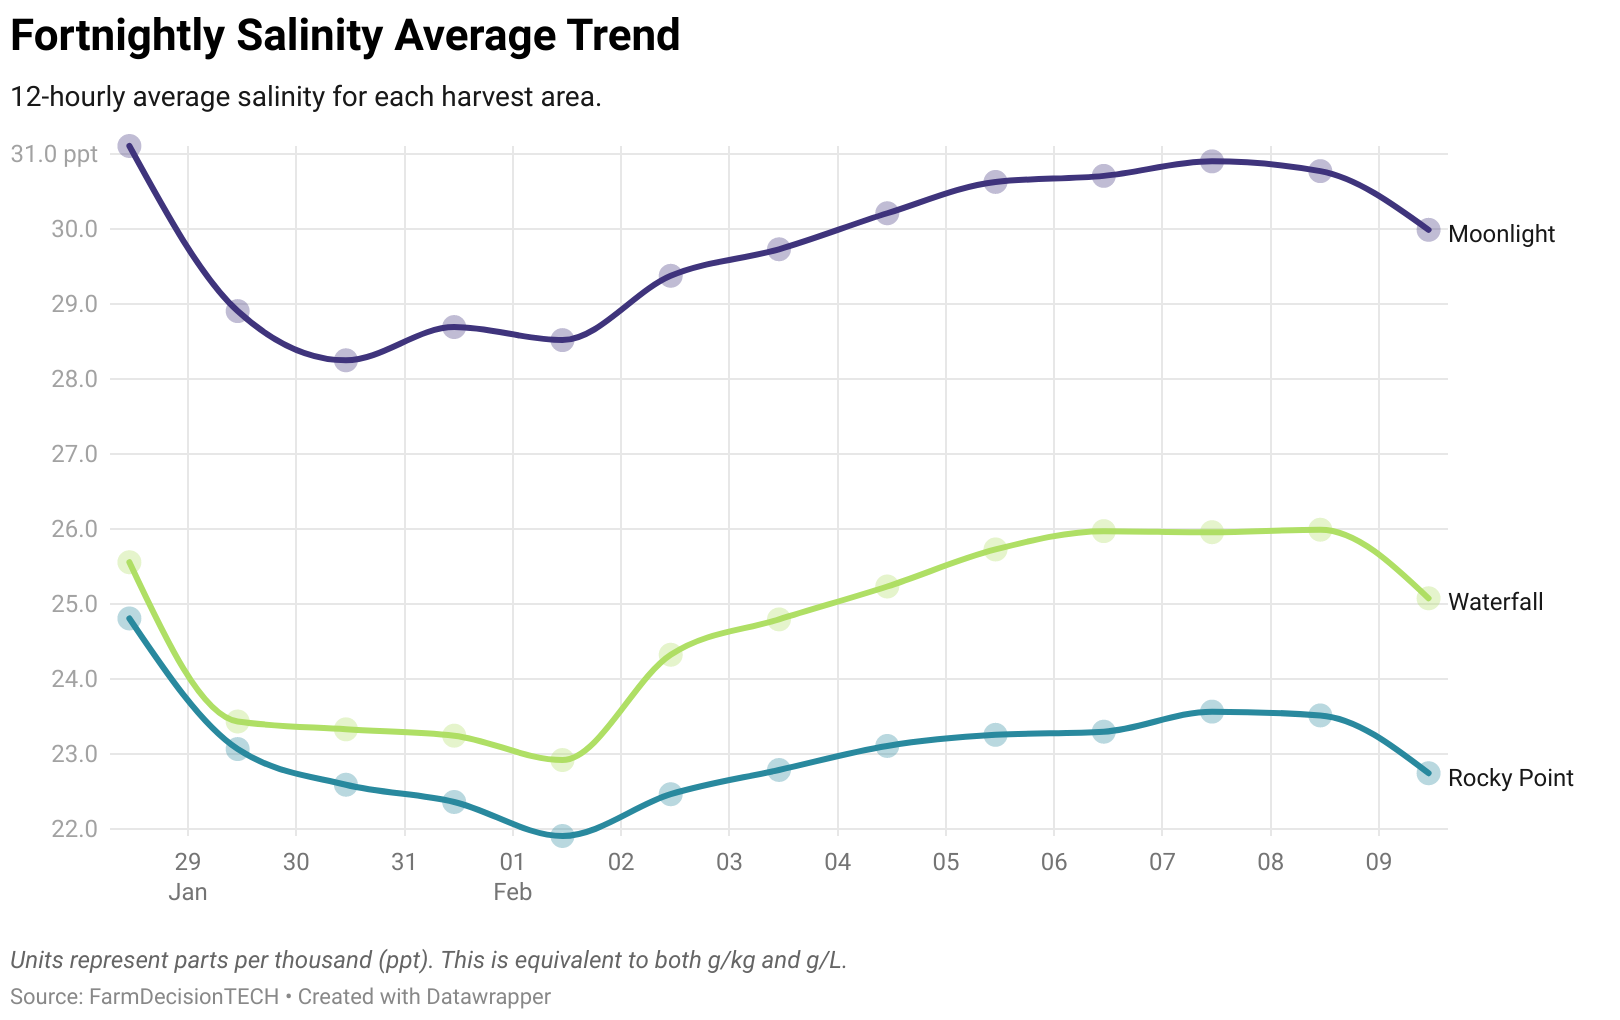 Fortnightly Salinity Average Trend
12-hourly average salinity for each harvest area.
31.0 ppt
30.0
29.0
28.0
27.0
26.0
25.0
24.0
23.0
22.0
Moonlight
Waterfall
Rocky Point
29 30 31 01 02 03 04 05 06 07 08 09
Jan Feb
Units represent parts per thousand (ppt). This is equivalent to both g/kg and g/L.
Source: FarmDecisionTECH • Created with Datawrapper